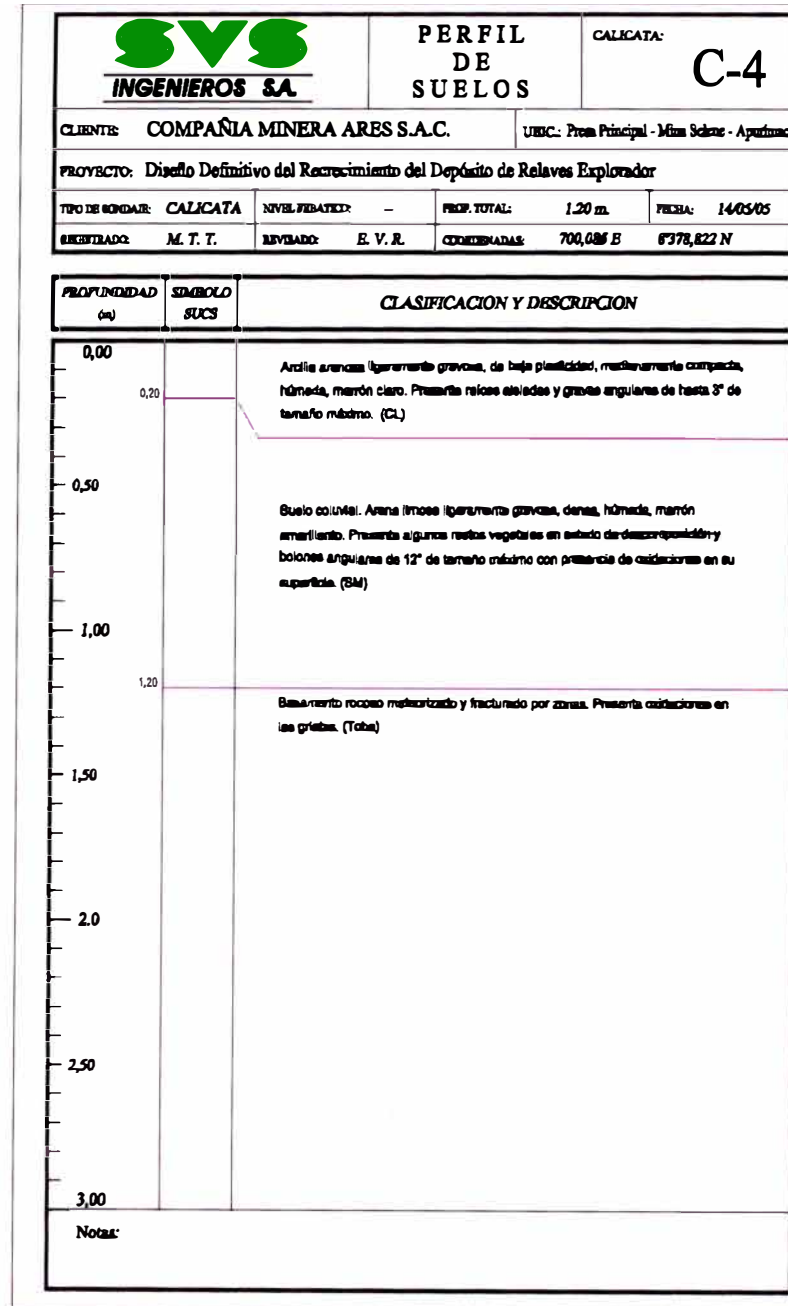 SVS
INGENIEROS S.A.
PERFIL
DE
SUELOS
CALICATA:
C-4
CLIENTE: COMPAÑIA MINERA ARES S.A.C.
UBIC.: Presa Principal - Mina Selene - Apurimac
PROYECTO: Diseño Definitivo del Recrecimiento del Depósito de Relaves Explorador
TIPO DE SONDAJE: CALICATA NIVEL FREATICO: – PROF. TOTAL: 1.20 m. FECHA: 14/05/05
REGISTRADO: M. T. T. REVISADO: E. V. R. COORDENADAS: E 6'378,822 N
PROFUNDIDAD (m)
SIMBOLO SUCS
CLASIFICACION Y DESCRIPCION
0,00
Arcilla arenosa ligeramente gravosa, de baja plasticidad, medianamente compacta,
0,20
húmeda, marrón claro. Presenta raíces aisladas y gravas angulares de hasta 3" de
tamaño máximo. (CL)
0,50
Suelo coluvial. Arena limosa ligeramente gravosa, densa, húmeda, marrón
amarillento. Presenta algunos restos vegetales en estado de descomposición y
bolones angulares de 12" de tamaño máximo con presencia de oxidaciones en su
superficie. (SM)
1,00
1,20
Basamento rocoso meteorizado y fracturado por zonas. Presenta oxidaciones en
las grietas. (Toba)
1,50
2.0
2,50
3,00
Notas: